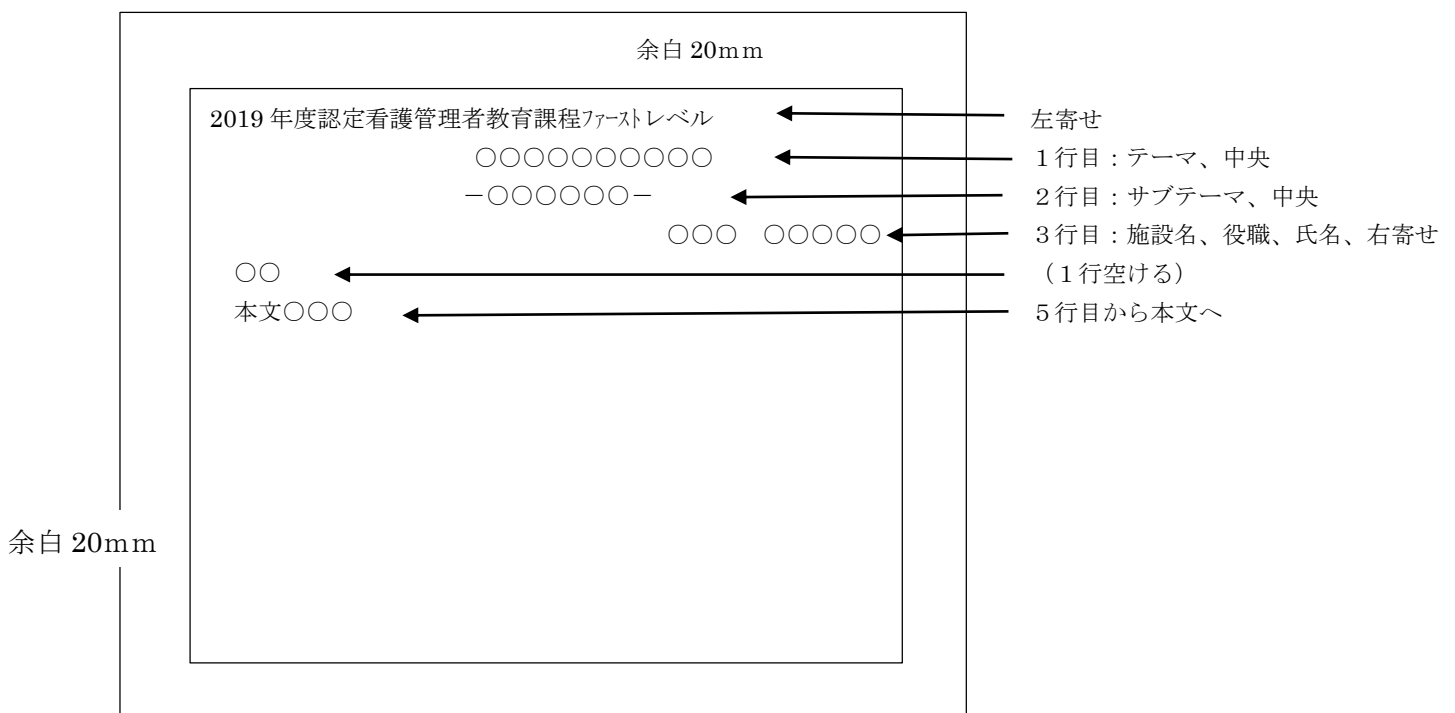 余白 20mm
2019 年度認定看護管理者教育課程ファーストレベル 左寄せ
○○○○○○○○○○ 1行目：テーマ、中央
－○○○○○○－ 2行目：サブテーマ、中央
○○○ ○○○○○ 3行目：施設名、役職、氏名、右寄せ
○○ （1行空ける）
本文○○○ 5行目から本文へ
余白 20mm